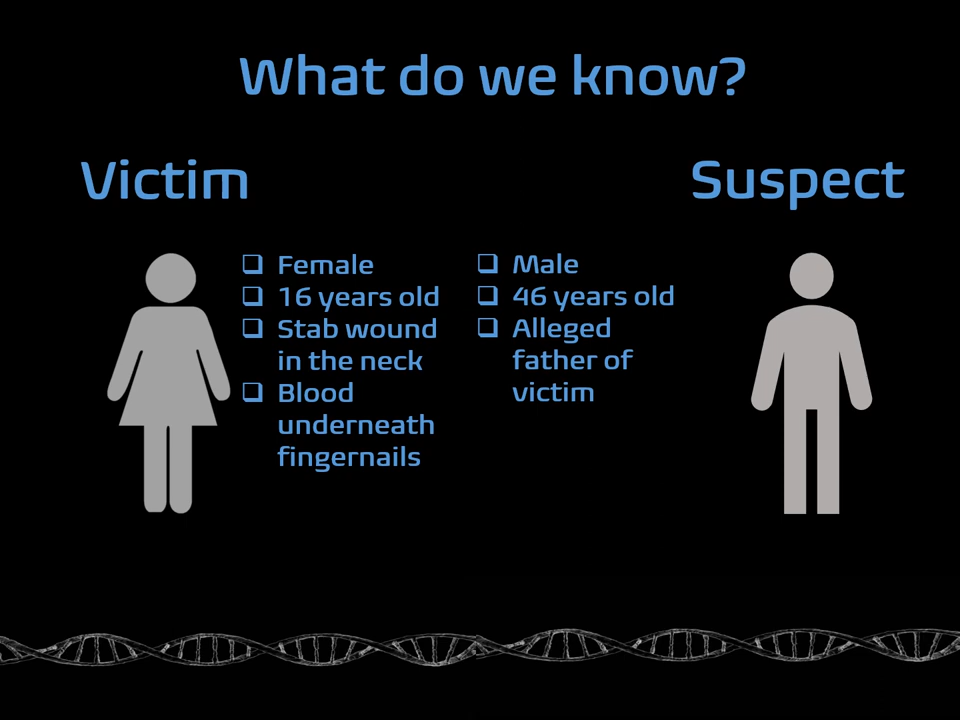 What do we know?
Victim
Suspect
❑ Female
❑ 16 years old
❑ Stab wound
in the neck
❑ Blood
underneath
fingernails
❑ Male
❑ 46 years old
❑ Alleged
father of
victim